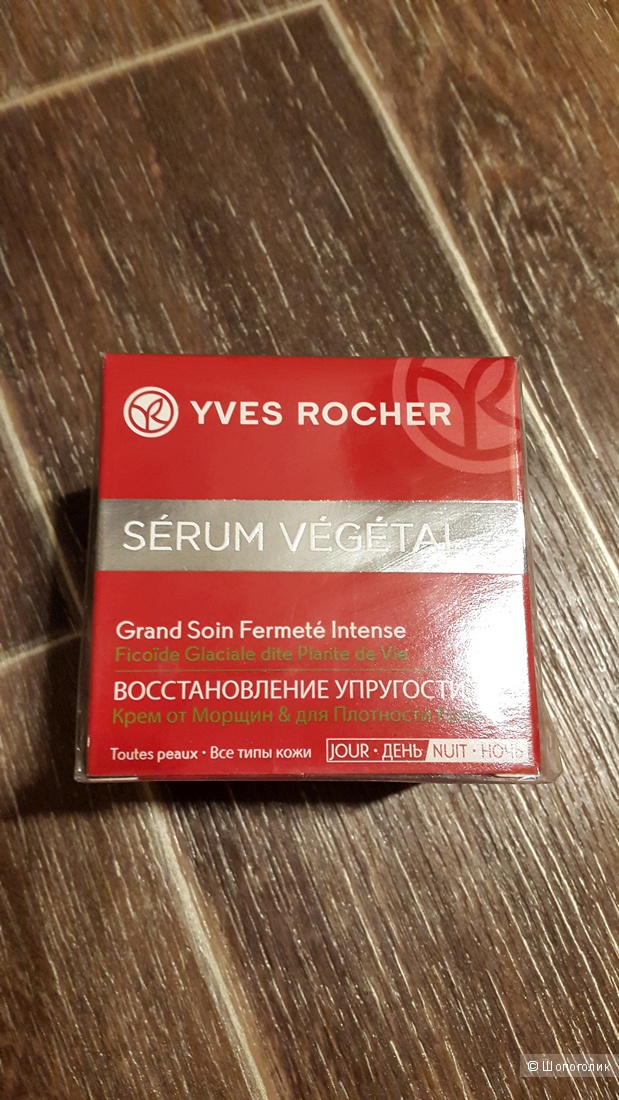 YVES ROCHER
SÉRUM VÉGÉTAL
Grand Soin Fermeté Intense
Ficoïde Glaciale dite Plante de Vie
ВОССТАНОВЛЕНИЕ УПРУГОСТИ
Крем от Морщин & для Плотности
Toutes peaux • Все типы кожи JOUR • ДЕНЬ NUIT • НОЧЬ
© Шопоголик